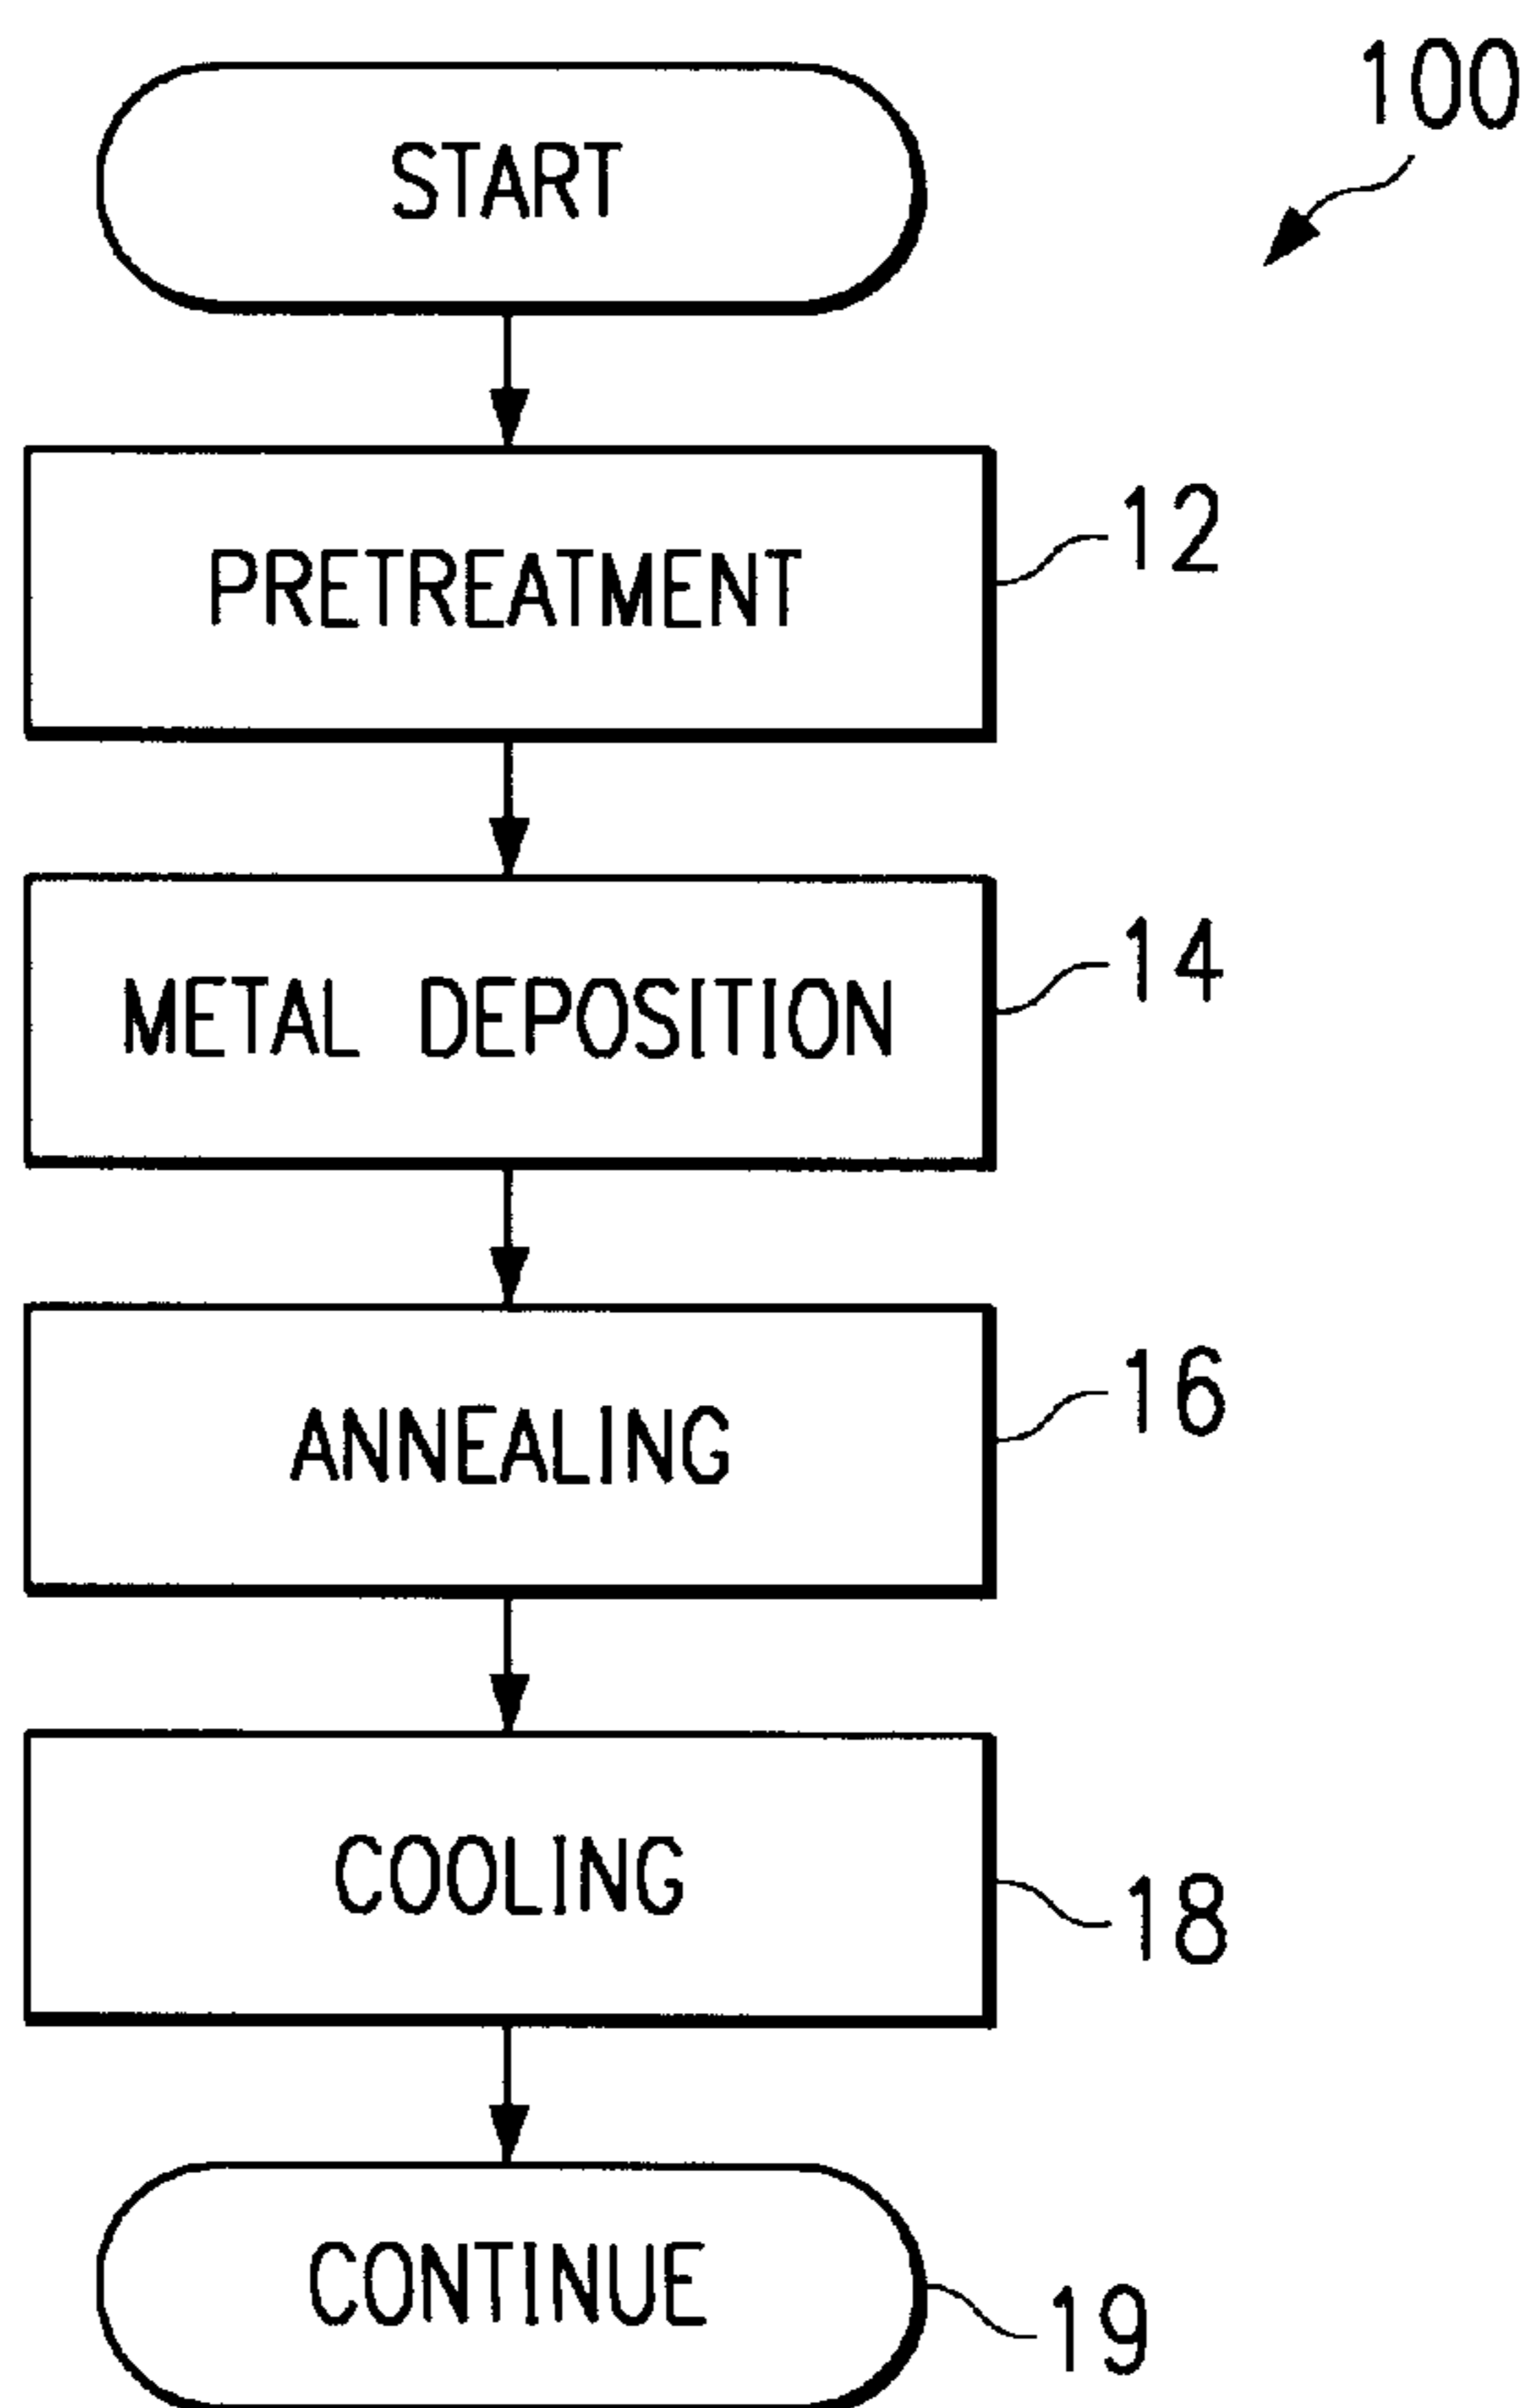 100
START
PRETREATMENT
12
METAL DEPOSITION
14
ANNEALING
16
COOLING
18
CONTINUE
19